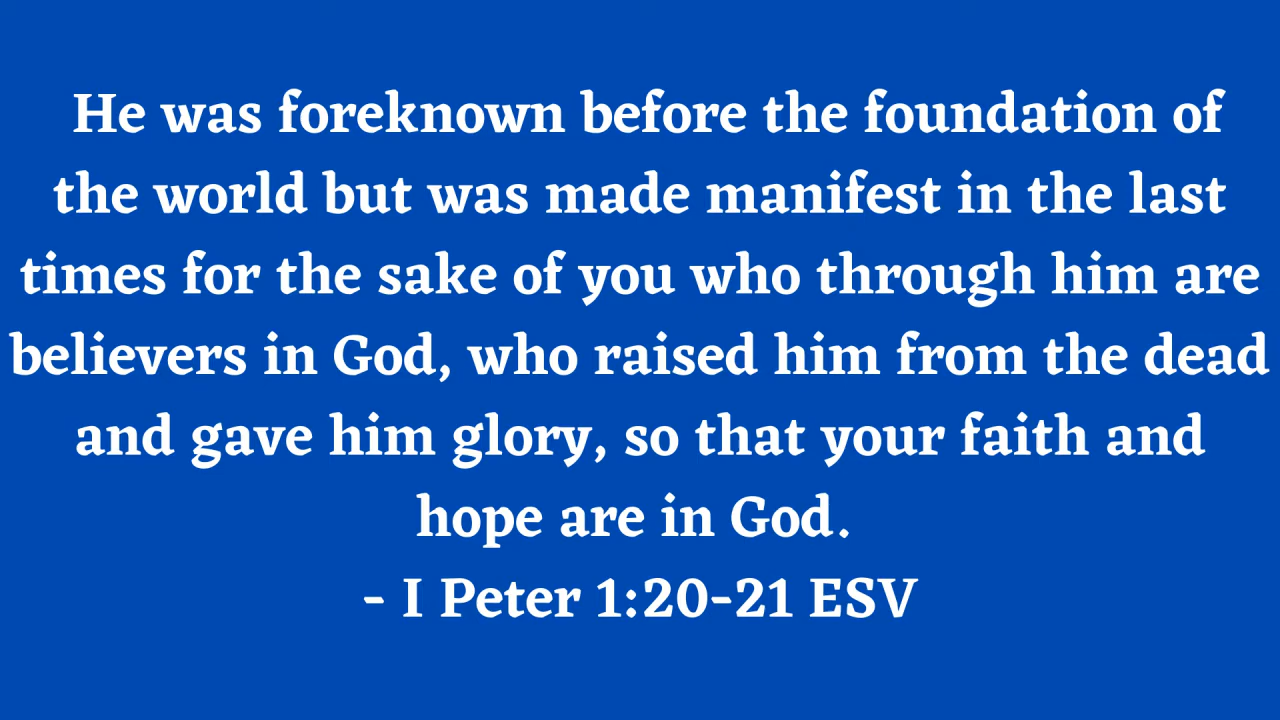 He was foreknown before the foundation of
the world but was made manifest in the last
times for the sake of you who through him are
believers in God, who raised him from the dead
and gave him glory, so that your faith and
hope are in God.
- I Peter 1:20-21 ESV